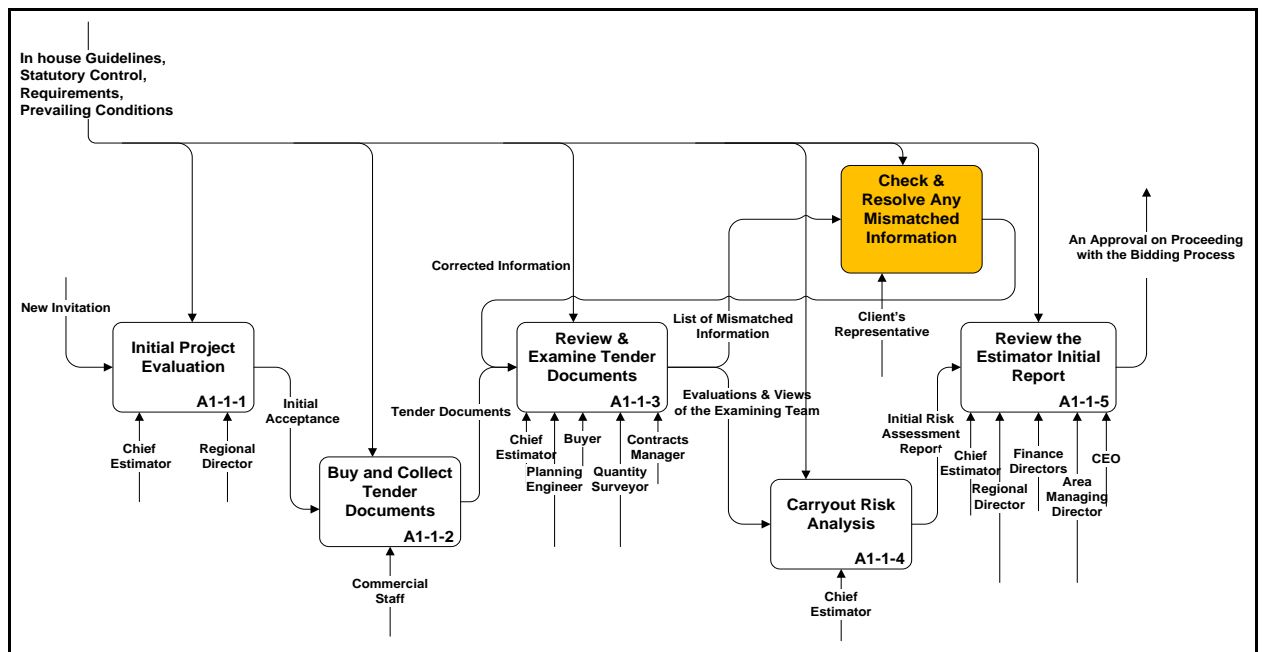 In house Guidelines,
Statutory Control,
Requirements,
Prevailing Conditions
Check &
Resolve Any
Mismatched
Information
An Approval on Proceeding
with the Bidding Process
Corrected Information
New Invitation
List of Mismatched
Information
Client's
Representative
Initial Project
Evaluation
A1-1-1
Review &
Examine Tender
Documents
A1-1-3
Review the
Estimator Initial
Report
A1-1-5
Initial
Acceptance
Tender Documents
Evaluations & Views
of the Examining Team
Initial Risk
Assessment
Report
Chief
Estimator
Regional
Director
Chief
Estimator
Planning
Engineer
Buyer
Quantity
Surveyor
Contracts
Manager
Chief
Estimator
Regional
Director
Finance
Directors
Area
Managing
Director
CEO
Buy and Collect
Tender
Documents
A1-1-2
Carryout Risk
Analysis
A1-1-4
Commercial
Staff
Chief
Estimator